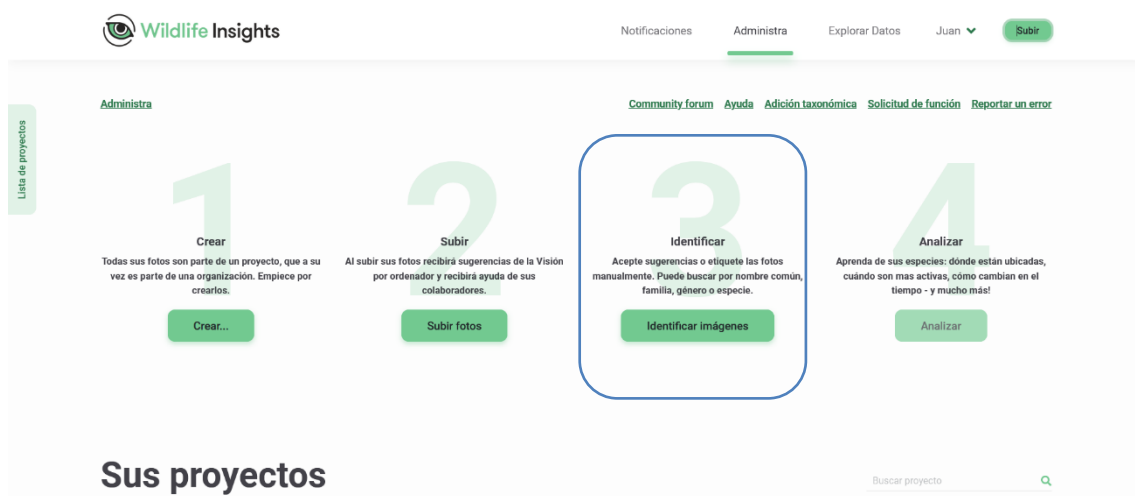 Wildlife Insights
Notificaciones Administra Explorar Datos Juan Subir
Administra
Community forum Ayuda Adición taxonómica Solicitud de función Reportar un error
Lista de proyectos
1
Crear
Todas sus fotos son parte de un proyecto, que a su
vez es parte de una organización. Empiece por
crearlos.
Crear...
2
Subir
Al subir sus fotos recibirá sugerencias de la Visión
por ordenador y recibirá ayuda de sus
colaboradores.
Subir fotos
3
Identificar
Acepte sugerencias o etiquete las fotos
manualmente. Puede buscar por nombre común,
familia, género o especie.
Identificar imágenes
4
Analizar
Aprenda de sus especies: dónde están ubicadas,
cuándo son mas activas, cómo cambian en el
tiempo - y mucho más!
Analizar
Sus proyectos
Buscar proyecto